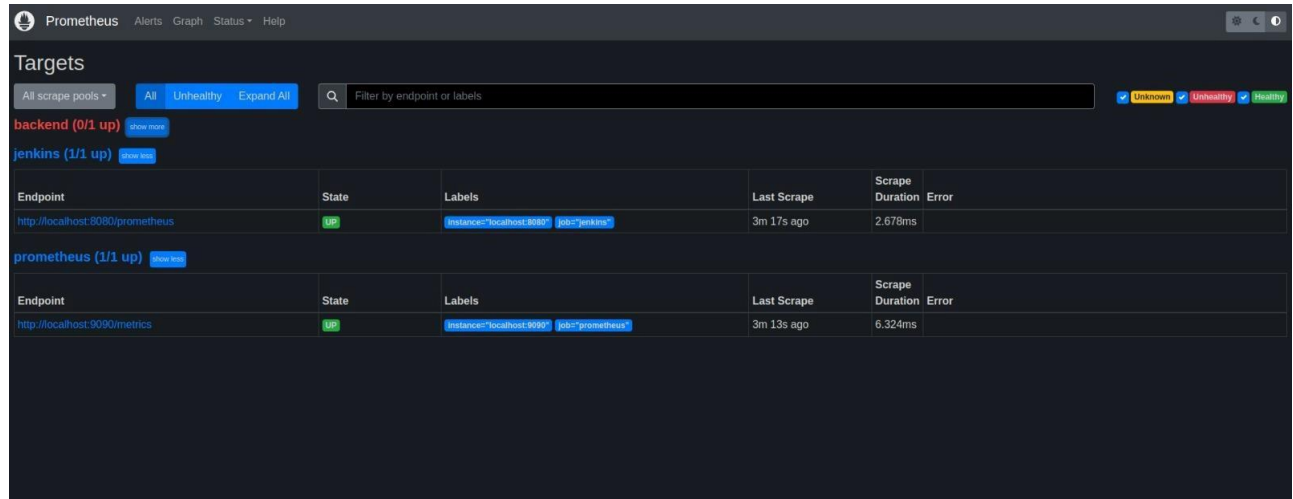 Prometheus Alerts Graph Status Help
Targets
All scrape pools All Unhealthy Expand All Filter by endpoint or labels Unknown Unhealthy Healthy
backend (0/1 up) show more
jenkins (1/1 up) show less
Endpoint State Labels Last Scrape Scrape Duration Error
http://localhost:8080/prometheus UP instance="localhost:8080" job="jenkins" 3m 17s ago 2.678ms
prometheus (1/1 up) show less
Endpoint State Labels Last Scrape Scrape Duration Error
http://localhost:9090/metrics UP instance="localhost:9090" job="prometheus" 3m 13s ago 6.324ms